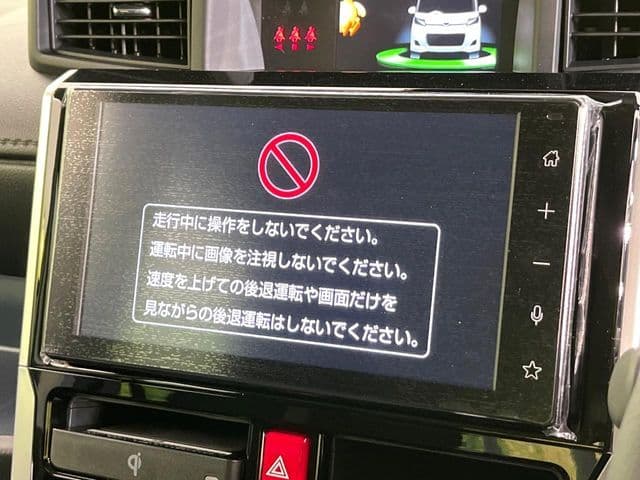 走行中に操作をしないでください。
運転中に画像を注視しないでください。
速度を上げての後退運転や画面だけを
見ながらの後退運転はしないでください。